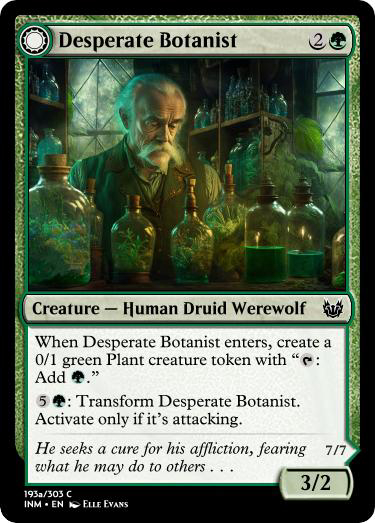 Desperate Botanist 2
Creature — Human Druid Werewolf
When Desperate Botanist enters, create a
0/1 green Plant creature token with “:
Add .”
5 : Transform Desperate Botanist.
Activate only if it’s attacking.
He seeks a cure for his affliction, fearing
what he may do to others . . .
7/7
3/2
193a/303 C
INM • EN Elle Evans